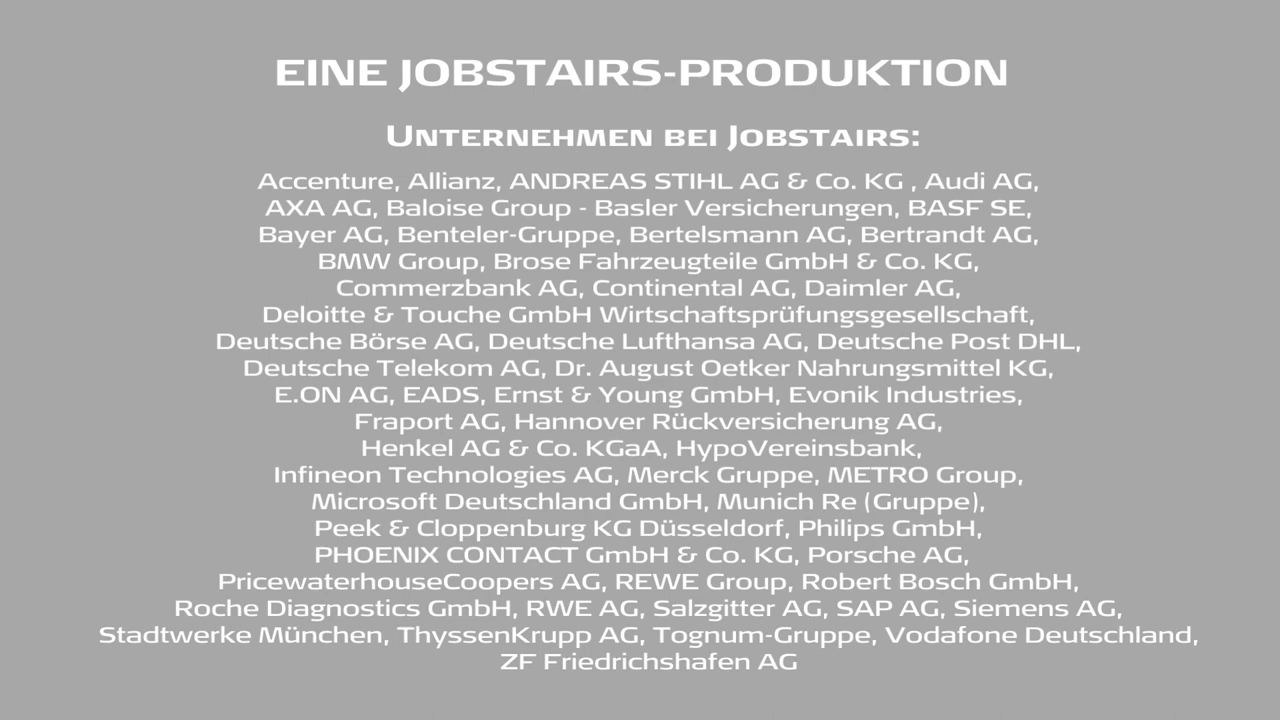 EINE JOBSTAIRS-PRODUKTION
UNTERNEHMEN BEI JOBSTAIRS:
Accenture, Allianz, ANDREAS STIHL AG & Co. KG , Audi AG,
AXA AG, Baloise Group - Basler Versicherungen, BASF SE,
Bayer AG, Benteler-Gruppe, Bertelsmann AG, Bertrandt AG,
BMW Group, Brose Fahrzeugteile GmbH & Co. KG,
Commerzbank AG, Continental AG, Daimler AG,
Deloitte & Touche GmbH Wirtschaftsprüfungsgesellschaft,
Deutsche Börse AG, Deutsche Lufthansa AG, Deutsche Post DHL,
Deutsche Telekom AG, Dr. August Oetker Nahrungsmittel KG,
E.ON AG, EADS, Ernst & Young GmbH, Evonik Industries,
Fraport AG, Hannover Rückversicherung AG,
Henkel AG & Co. KGaA, HypoVereinsbank,
Infineon Technologies AG, Merck Gruppe, METRO Group,
Microsoft Deutschland GmbH, Munich Re (Gruppe),
Peek & Cloppenburg KG Düsseldorf, Philips GmbH,
PHOENIX CONTACT GmbH & Co. KG, Porsche AG,
PricewaterhouseCoopers AG, REWE Group, Robert Bosch GmbH,
Roche Diagnostics GmbH, RWE AG, Salzgitter AG, SAP AG, Siemens AG,
Stadtwerke München, ThyssenKrupp AG, Tognum-Gruppe, Vodafone Deutschland,
ZF Friedrichshafen AG